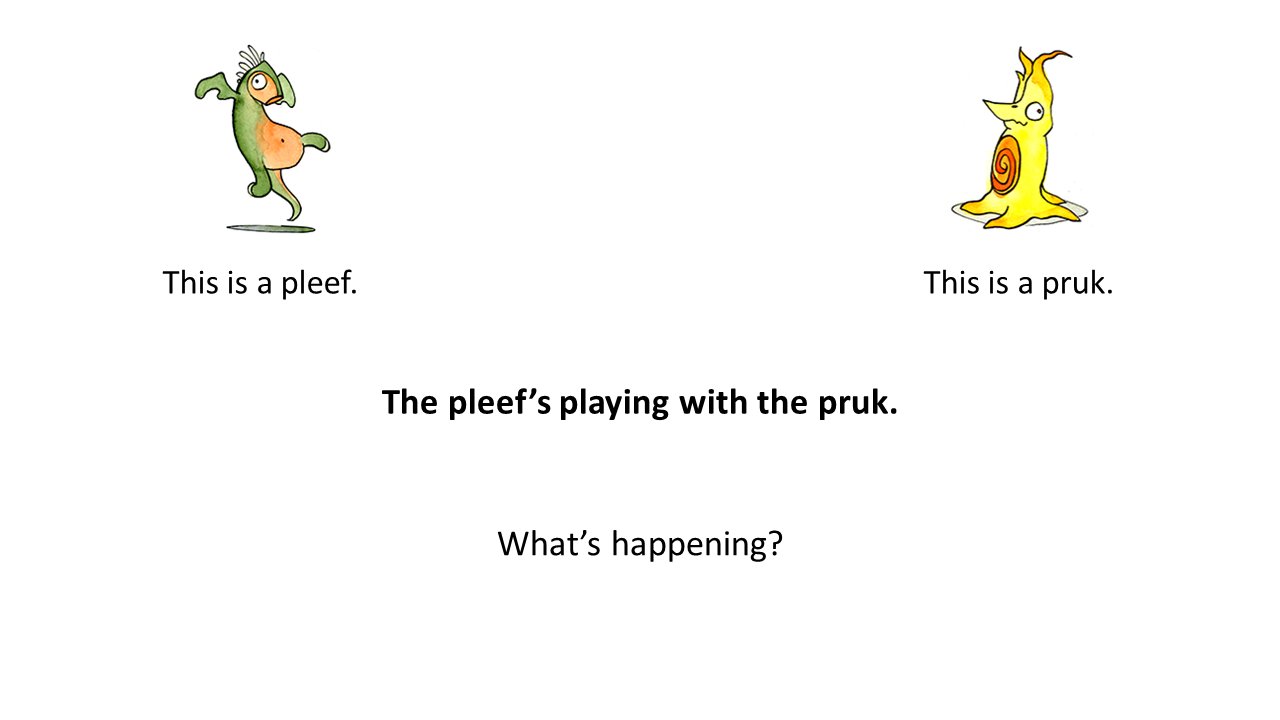 This is a pleef.
This is a pruk.
The pleef’s playing with the pruk.
What’s happening?